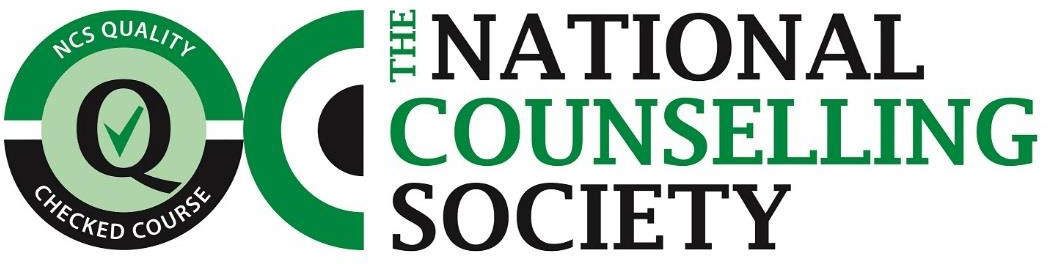 NCS QUALITY
Q
CHECKED COURSE
THE
NATIONAL
COUNSELLING
SOCIETY